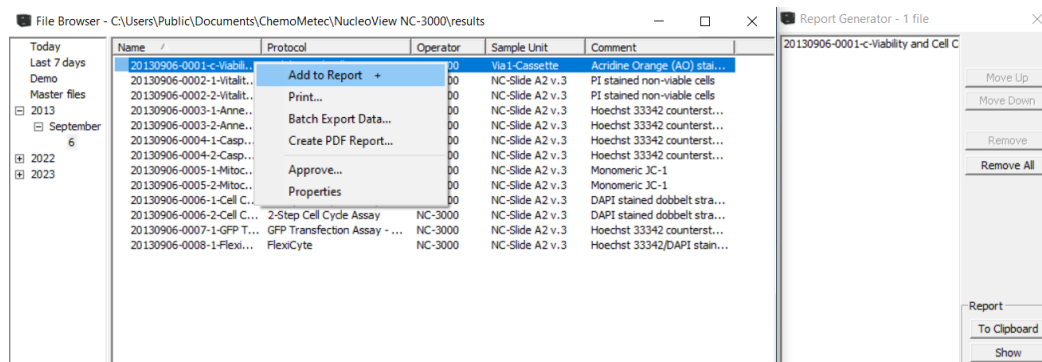 File Browser - C:\Users\Public\Documents\ChemoMetec\NucleoView NC-3000\results
Today
Last 7 days
Demo
Master files
2013
September
6
2022
2023
Name / Protocol Operator Sample Unit Comment
20130906-0001-c-Viabili... Via1-Cassette Acridine Orange (AO) stai...
20130906-0002-1-Vitalit... NC-Slide A2 v.3 PI stained non-viable cells
20130906-0002-2-Vitalit... NC-Slide A2 v.3 PI stained non-viable cells
20130906-0003-1-Anne... NC-Slide A2 v.3 Hoechst 33342 counterst...
20130906-0003-2-Anne... NC-Slide A2 v.3 Hoechst 33342 counterst...
20130906-0004-1-Casp... NC-Slide A2 v.3 Hoechst 33342 counterst...
20130906-0004-2-Casp... NC-Slide A2 v.3 Hoechst 33342 counterst...
20130906-0005-1-Mitoc... NC-Slide A2 v.3 Monomeric JC-1
20130906-0005-2-Mitoc... NC-Slide A2 v.3 Monomeric JC-1
20130906-0006-1-Cell C... NC-Slide A2 v.3 DAPI stained dobbelt stra...
20130906-0006-2-Cell C... 2-Step Cell Cycle Assay NC-3000 NC-Slide A2 v.3 DAPI stained dobbelt stra...
20130906-0007-1-GFP T... GFP Transfection Assay - ... NC-3000 NC-Slide A2 v.3 Hoechst 33342 counterst...
20130906-0008-1-Flexi... FlexiCyte NC-3000 NC-Slide A2 v.3 Hoechst 33342/DAPI stain...
Add to Report +
Print...
Batch Export Data...
Create PDF Report...
Approve...
Properties
Report Generator - 1 file
20130906-0001-c-Viability and Cell C
Move Up
Move Down
Remove
Remove All
Report
To Clipboard
Show